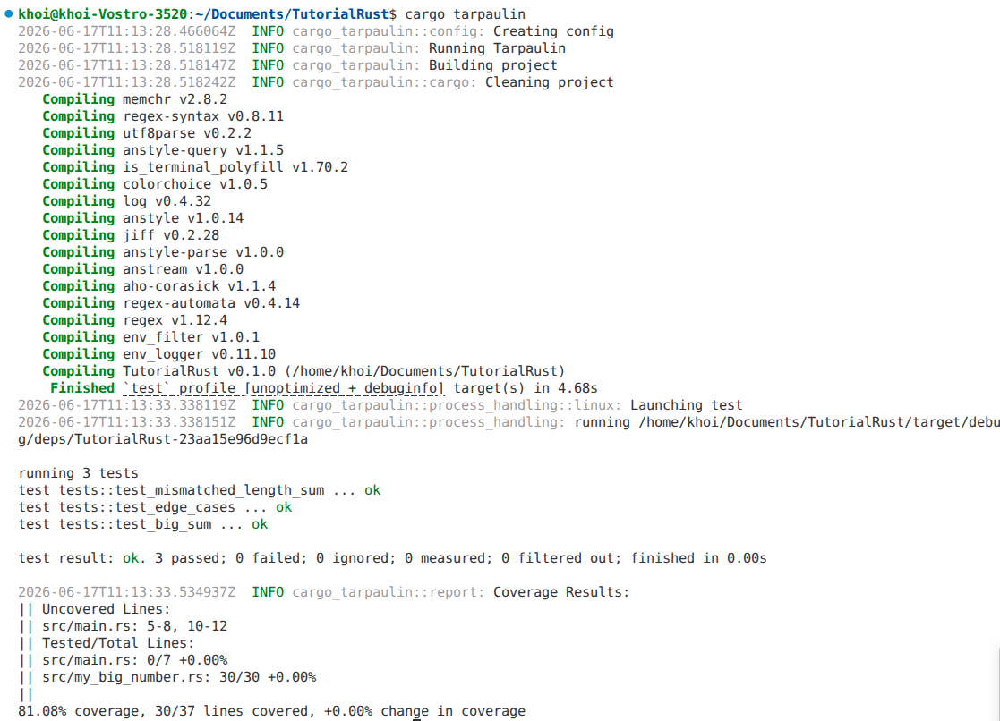 khoi@khoi-Vostro-3520:~/Documents/TutorialRust$ cargo tarpaulin
2026-06-17T11:13:28.466064Z  INFO cargo_tarpaulin::config: Creating config
2026-06-17T11:13:28.518119Z  INFO cargo_tarpaulin: Running Tarpaulin
2026-06-17T11:13:28.518147Z  INFO cargo_tarpaulin: Building project
2026-06-17T11:13:28.518242Z  INFO cargo_tarpaulin::cargo: Cleaning project
   Compiling memchr v2.8.2
   Compiling regex-syntax v0.8.11
   Compiling utf8parse v0.2.2
   Compiling anstyle-query v1.1.5
   Compiling is_terminal_polyfill v1.70.2
   Compiling colorchoice v1.0.5
   Compiling log v0.4.32
   Compiling anstyle v1.0.14
   Compiling jiff v0.2.28
   Compiling anstyle-parse v1.0.0
   Compiling anstream v1.0.0
   Compiling aho-corasick v1.1.4
   Compiling regex-automata v0.4.14
   Compiling regex v1.12.4
   Compiling env_filter v1.0.1
   Compiling env_logger v0.11.10
   Compiling TutorialRust v0.1.0 (/home/khoi/Documents/TutorialRust)
    Finished `test` profile [unoptimized + debuginfo] target(s) in 4.68s
2026-06-17T11:13:33.338119Z  INFO cargo_tarpaulin::process_handling::linux: Launching test
2026-06-17T11:13:33.338151Z  INFO cargo_tarpaulin::process_handling: running /home/khoi/Documents/TutorialRust/target/debu
g/deps/TutorialRust-23aa15e96d9ecf1a

running 3 tests
test tests::test_mismatched_length_sum ... ok
test tests::test_edge_cases ... ok
test tests::test_big_sum ... ok

test result: ok. 3 passed; 0 failed; 0 ignored; 0 measured; 0 filtered out; finished in 0.00s

2026-06-17T11:13:33.534937Z  INFO cargo_tarpaulin::report: Coverage Results:
|| Uncovered Lines:
|| src/main.rs: 5-8, 10-12
|| Tested/Total Lines:
|| src/main.rs: 0/7 +0.00%
|| src/my_big_number.rs: 30/30 +0.00%
||
81.08% coverage, 30/37 lines covered, +0.00% change in coverage